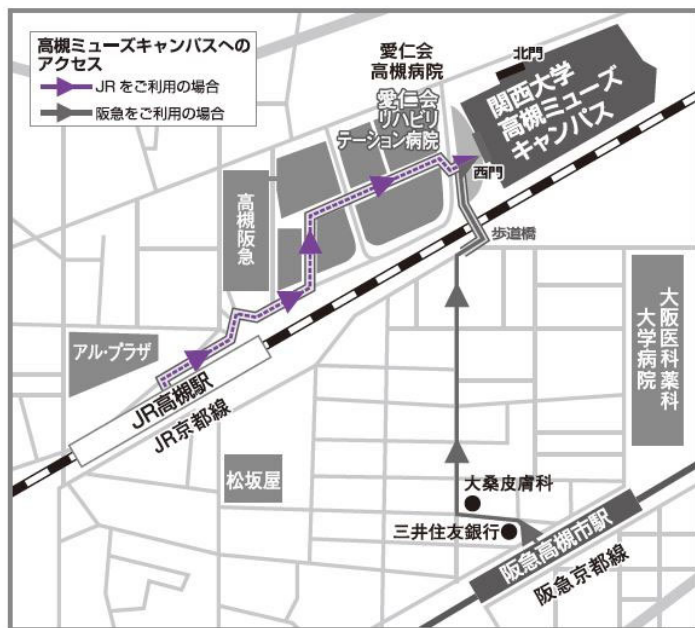 高槻ミューズキャンパスへの
アクセス
JRをご利用の場合
阪急をご利用の場合
愛仁会
高槻病院
愛仁会
リハビリ
テーション病院
北門
関西大学
高槻ミューズ
キャンパス
西門
歩道橋
高槻阪急
アル・プラザ
JR高槻駅
JR京都線
大阪医科薬科
大学病院
松坂屋
大桑皮膚科
三井住友銀行
阪急高槻市駅
阪急京都線